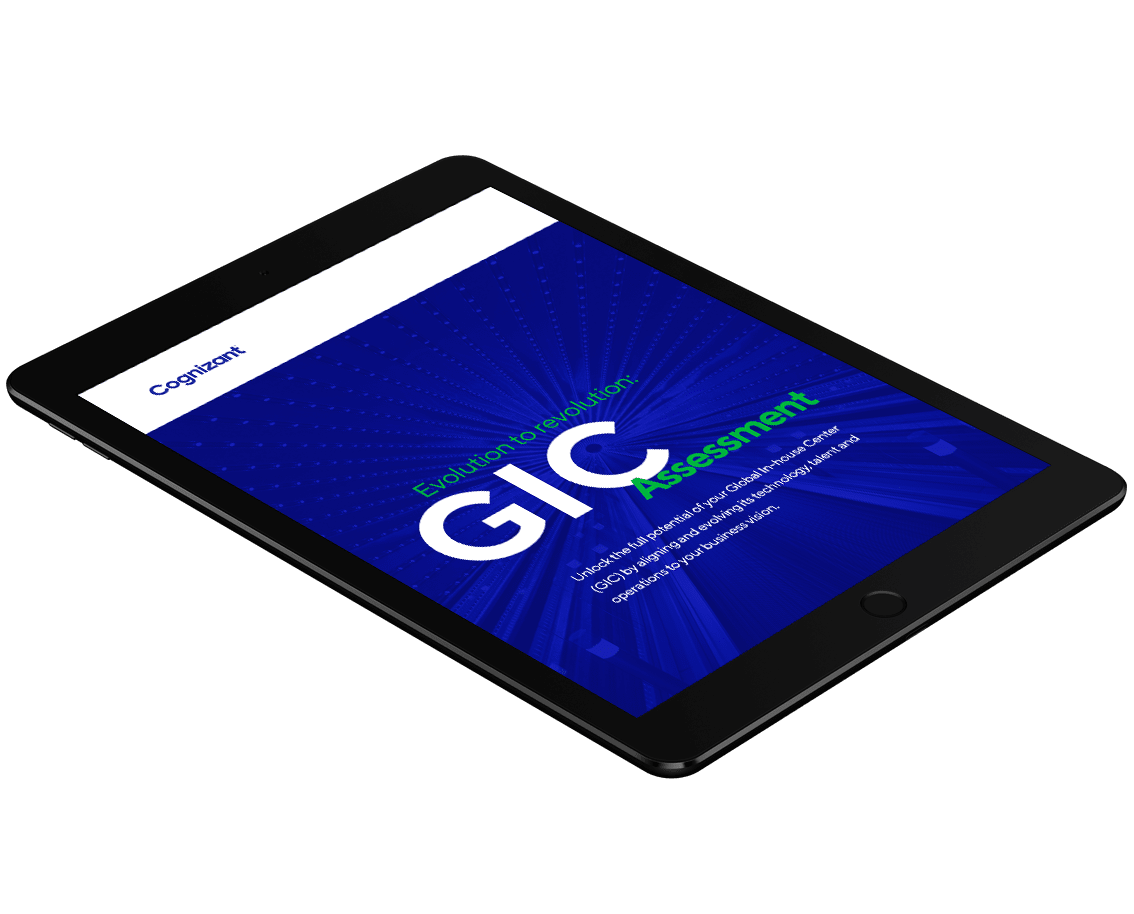 Cognizant
Evolution to revolution:
GIC
Assessment
Unlock the full potential of your Global In-house Center
(GIC) by aligning and evolving its technology, talent and
operations to your business vision.